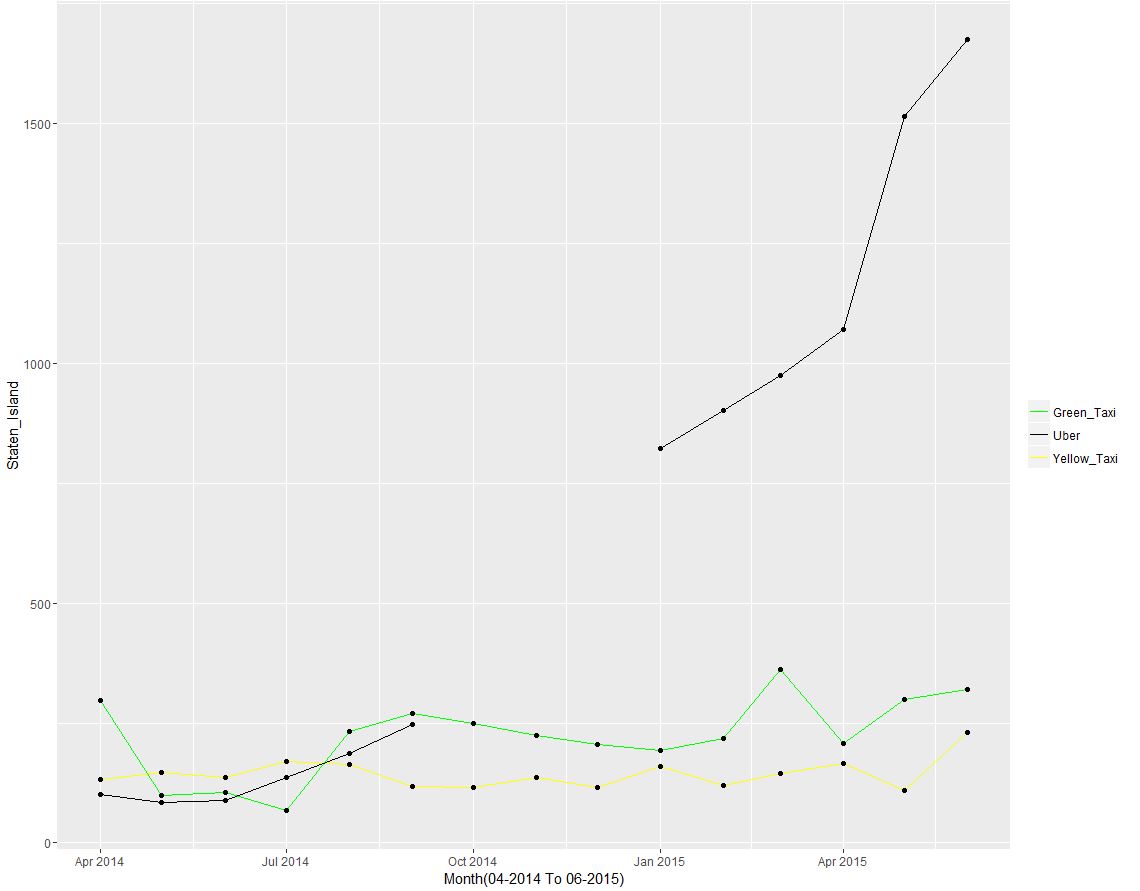 1500
1000
500
0
Staten_Island
Apr 2014
Jul 2014
Oct 2014
Jan 2015
Apr 2015
Month(04-2014 To 06-2015)
Green_Taxi
Uber
Yellow_Taxi